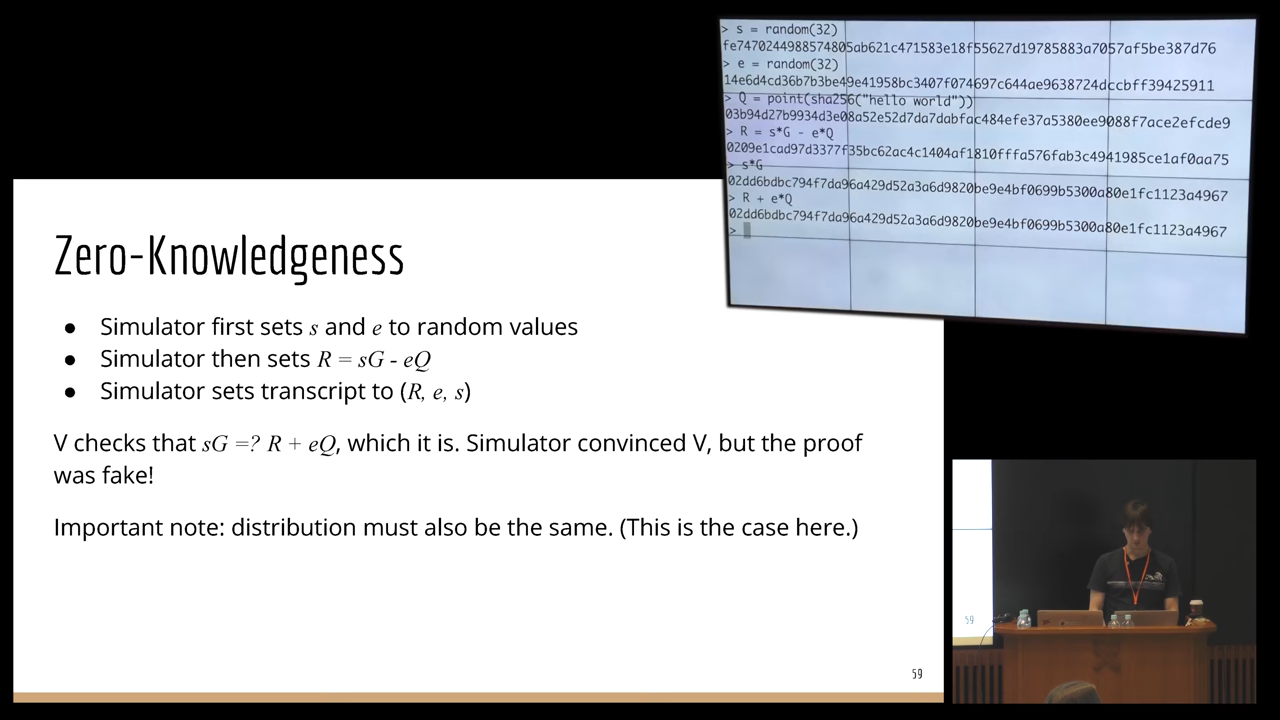 > s = random(32)
fe7470244988574805ab621c471583e18f55627d19785883a7057af5be387d76
> e = random(32)
14e6d4cd36b7b3be49e41958bc3407f074697c644ae9638724dccbff39425911
> Q = point(sha256("hello world"))
03b94d27b9934d3e08a52e52d7da7dabfac484efe37a5380ee9088f7ace2efcde9
> R = s*G - e*Q
0209e1cad97d3377f35bc62ac4c1404af1810fffa576fab3c4941985ce1af0aa75
> s*G
02dd6bdbc794f7da96a429d52a3a6d9820be9e4bf0699b5300a80e1fc1123a4967
> R + e*Q
02dd6bdbc794f7da96a429d52a3a6d9820be9e4bf0699b5300a80e1fc1123a4967
>
Zero-Knowledgeness
● Simulator first sets s and e to random values
● Simulator then sets R = sG - eQ
● Simulator sets transcript to (R, e, s)
V checks that sG =? R + eQ, which it is. Simulator convinced V, but the proof
was fake!
Important note: distribution must also be the same. (This is the case here.)
59
59